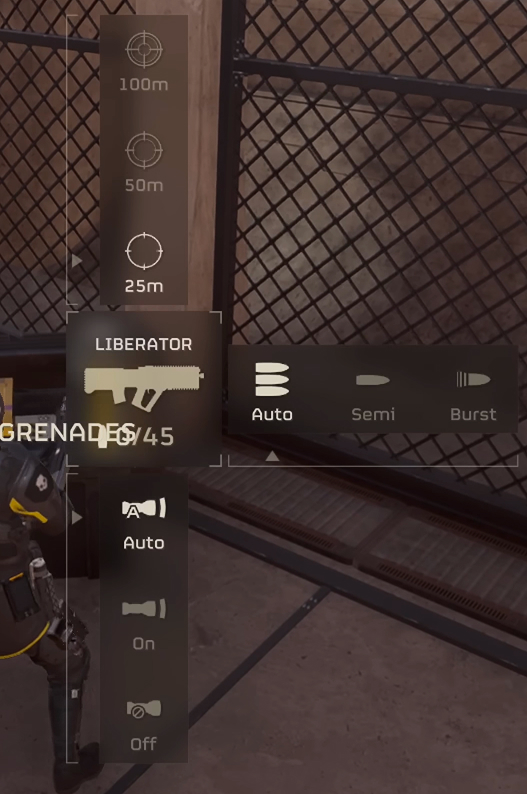 100m
50m
25m
LIBERATOR
Auto
Semi
Burst
GRENADES
/45
Auto
On
Off